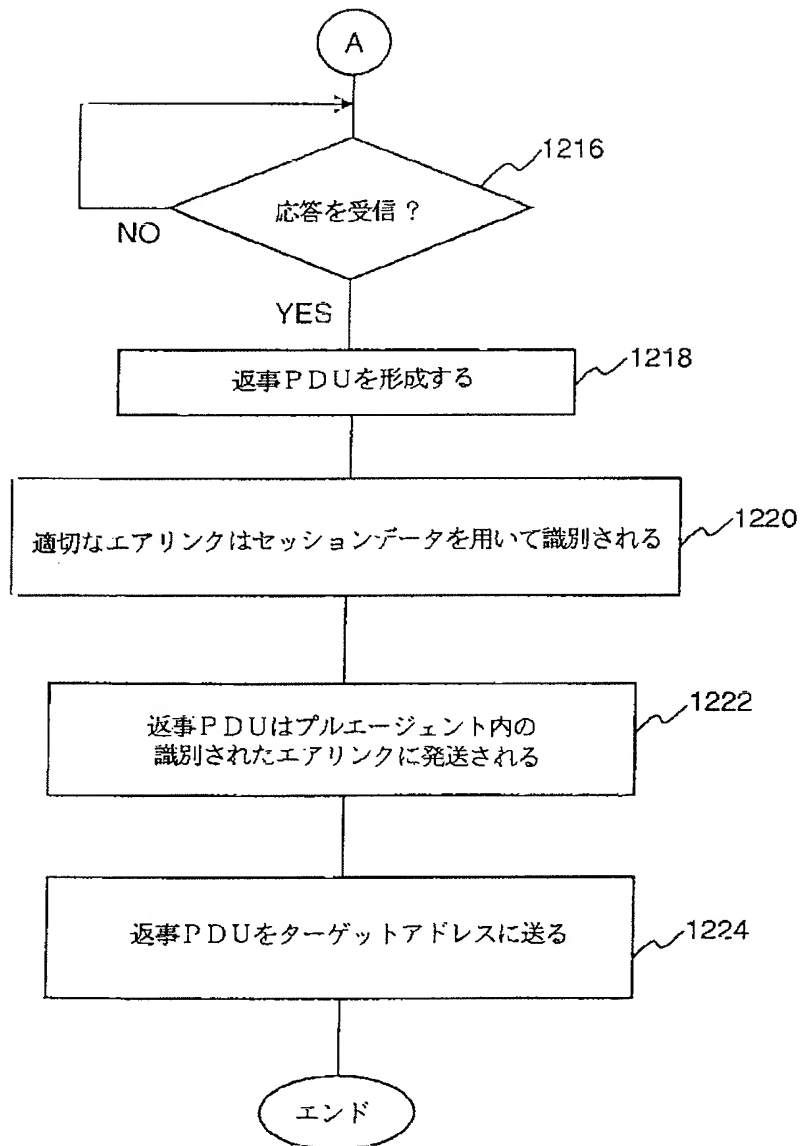 A
1216
応答を受信？
NO
YES
1218
返事ＰＤＵを形成する
1220
適切なエアリンクはセッションデータを用いて識別される
1222
返事ＰＤＵはプルエージェント内の
識別されたエアリンクに発送される
返事ＰＤＵをターゲットアドレスに送る
1224
エンド